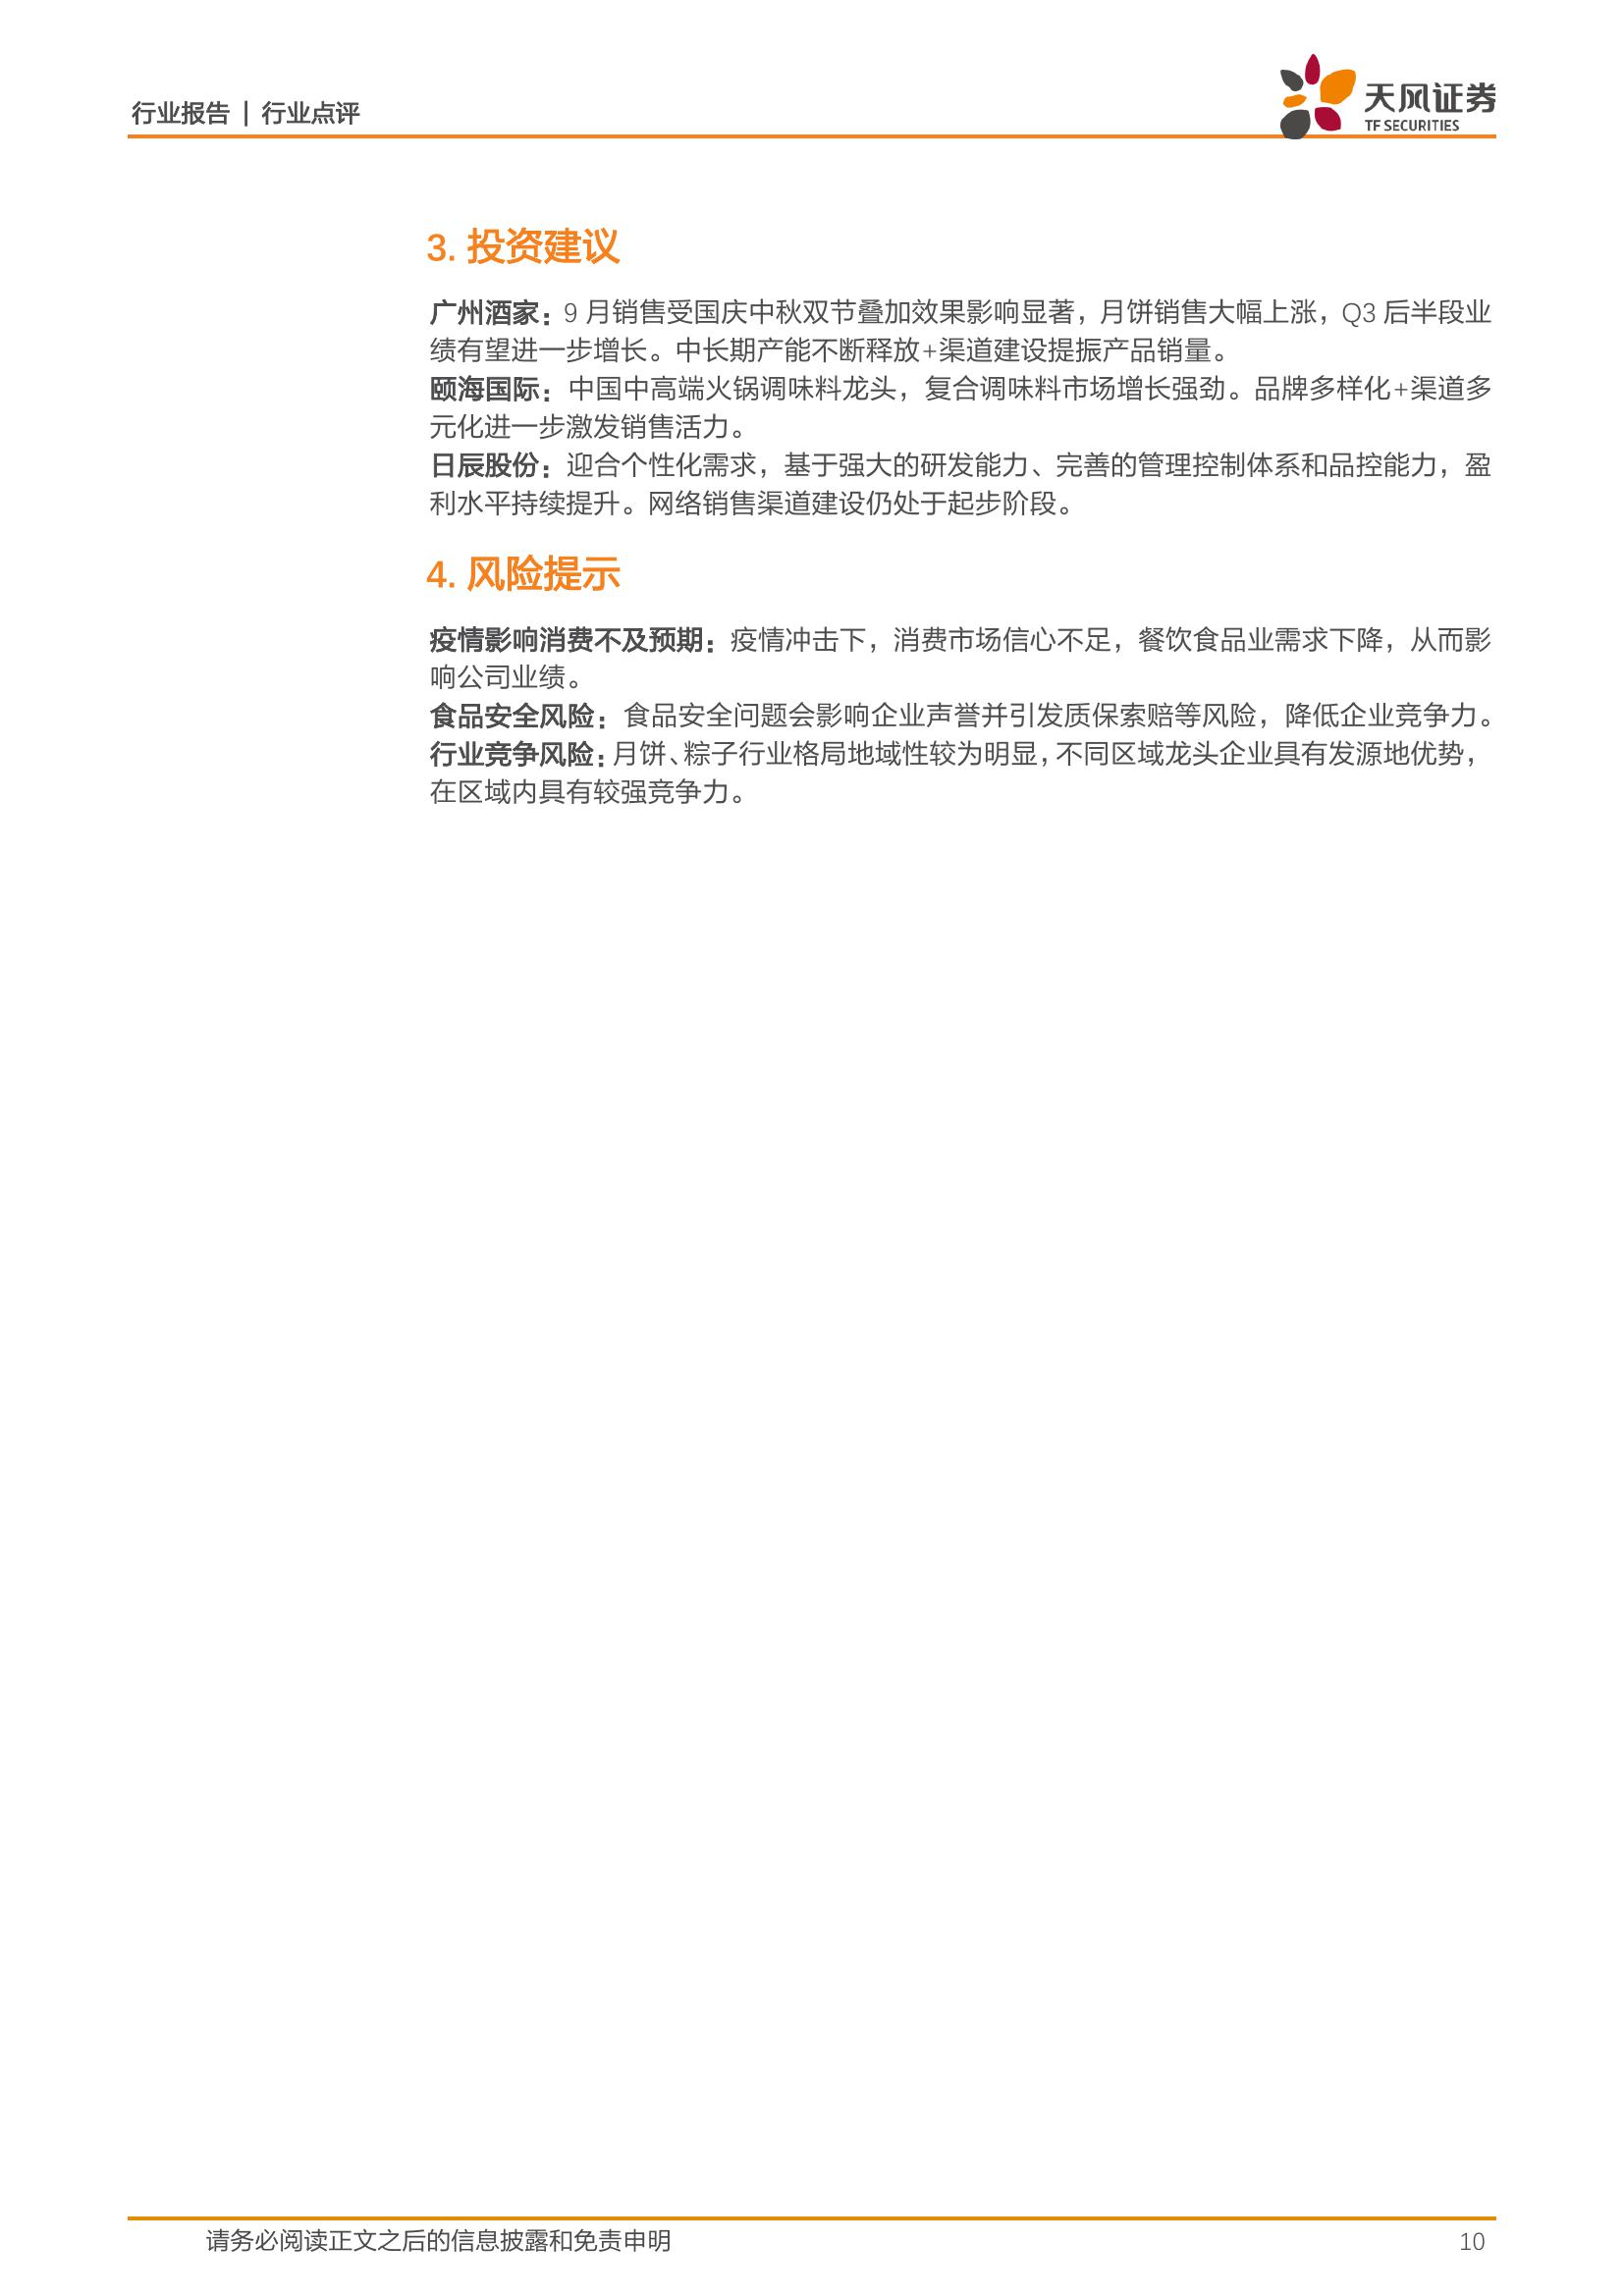 行业报告 | 行业点评
天风证券
TF SECURITIES
3. 投资建议
广州酒家：9 月销售受国庆中秋双节叠加效果影响显著，月饼销售大幅上涨，Q3 后半段业
绩有望进一步增长。中长期产能不断释放+渠道建设提振产品销量。
颐海国际：中国中高端火锅调味料龙头，复合调味料市场增长强劲。品牌多样化+渠道多
元化进一步激发销售活力。
日辰股份：迎合个性化需求，基于强大的研发能力、完善的管理控制体系和品控能力，盈
利水平持续提升。网络销售渠道建设仍处于起步阶段。
4. 风险提示
疫情影响消费不及预期：疫情冲击下，消费市场信心不足，餐饮食品业需求下降，从而影
响公司业绩。
食品安全风险：食品安全问题会影响企业声誉并引发质保索赔等风险，降低企业竞争力。
行业竞争风险：月饼、粽子行业格局地域性较为明显，不同区域龙头企业具有发源地优势，
在区域内具有较强竞争力。
请务必阅读正文之后的信息披露和免责申明
10